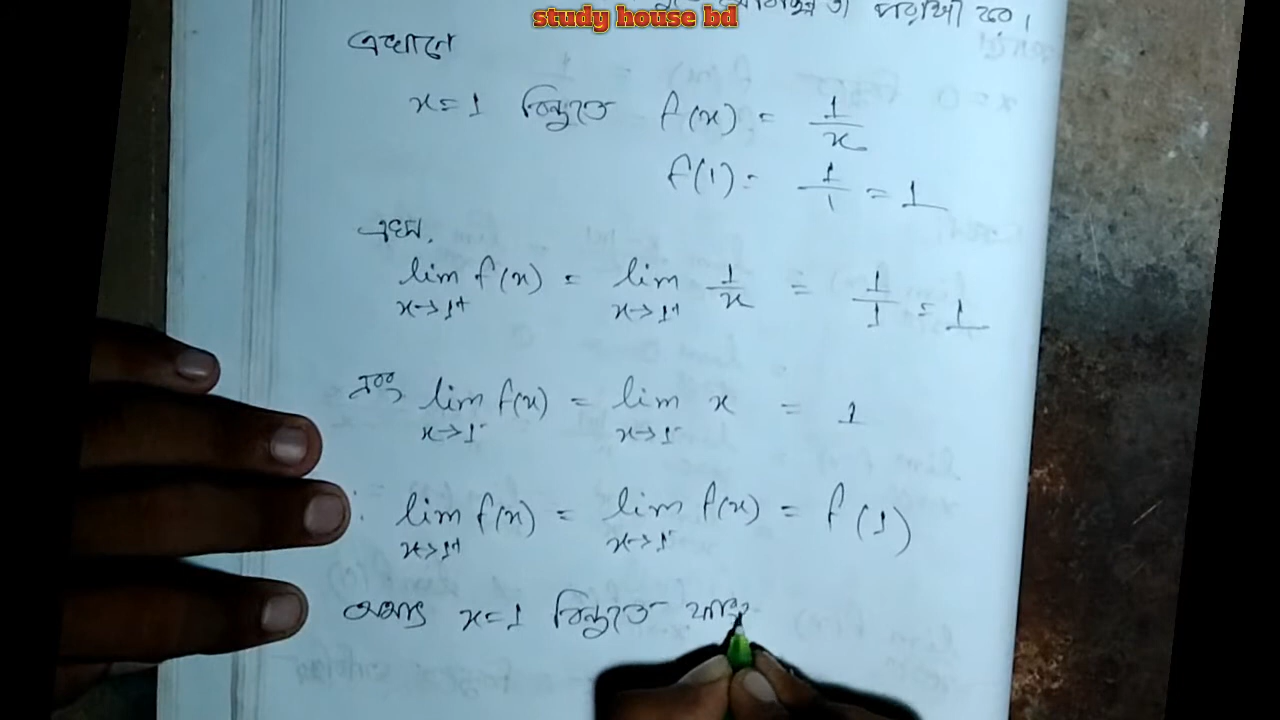 study house bd
এখানে
x=1 বিন্দুতে f(x) = 1/x
f(1) = 1/1 = 1
এখন,
lim x→1⁺ f(x) = lim x→1⁺ 1/x = 1/1 = 1
এবং lim x→1⁻ f(x) = lim x→1⁻ x = 1
∴ lim x→1⁺ f(x) = lim x→1⁻ f(x) = f(1)
x=1 বিন্দুতে